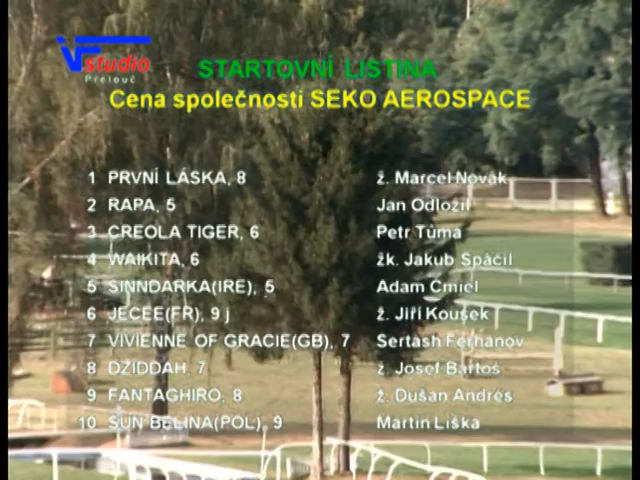 VF
studio
Přelouč
STARTOVNÍ LISTINA
Cena společnosti SEKO AEROSPACE
1 PRVNÍ LÁSKA, 8 ž. Marcel Novák
2 RAPA, 5 Jan Odložil
3 CREOLA TIGER, 6 Petr Tůma
4 WAIKITA, 6 žk. Jakub Spáčil
5 SINNDARKA(IRE), 5 Adam Čmiel
6 JECEE(FR), 9 j ž. Jiří Koušek
7 VIVIENNE OF GRACIE(GB), 7 Sertash Ferhanov
8 DZIDDAH, 7 ž. Josef Bartoš
9 FANTAGHIRO, 8 ž. Dušan Andrés
10 SUN BELINA(POL), 9 Martin Liška